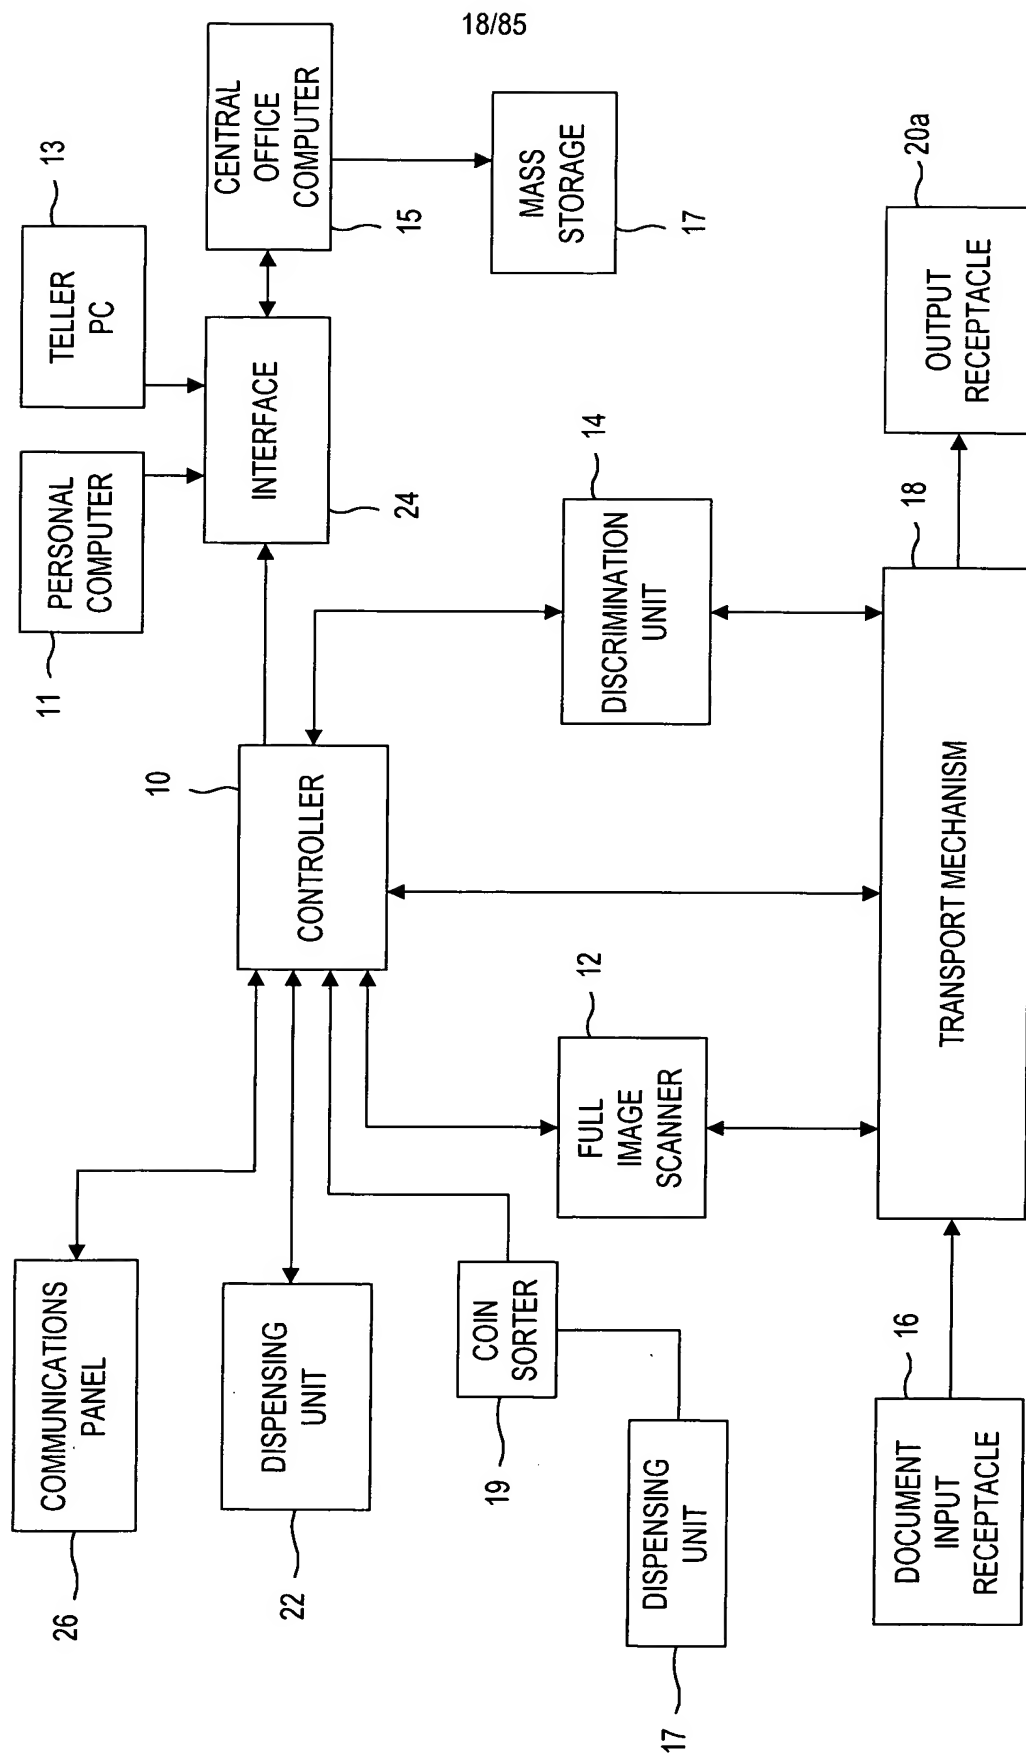 18/85
COMMUNICATIONS
PANEL
26
DISPENSING
UNIT
22
COIN
SORTER
19
DISPENSING
UNIT
17
DOCUMENT
INPUT
RECEPTACLE
16
FULL
IMAGE
SCANNER
12
CONTROLLER
10
TRANSPORT MECHANISM
18
DISCRIMINATION
UNIT
14
PERSONAL
COMPUTER
11
TELLER
PC
13
INTERFACE
24
CENTRAL
OFFICE
COMPUTER
15
MASS
STORAGE
17
OUTPUT
RECEPTACLE
20a